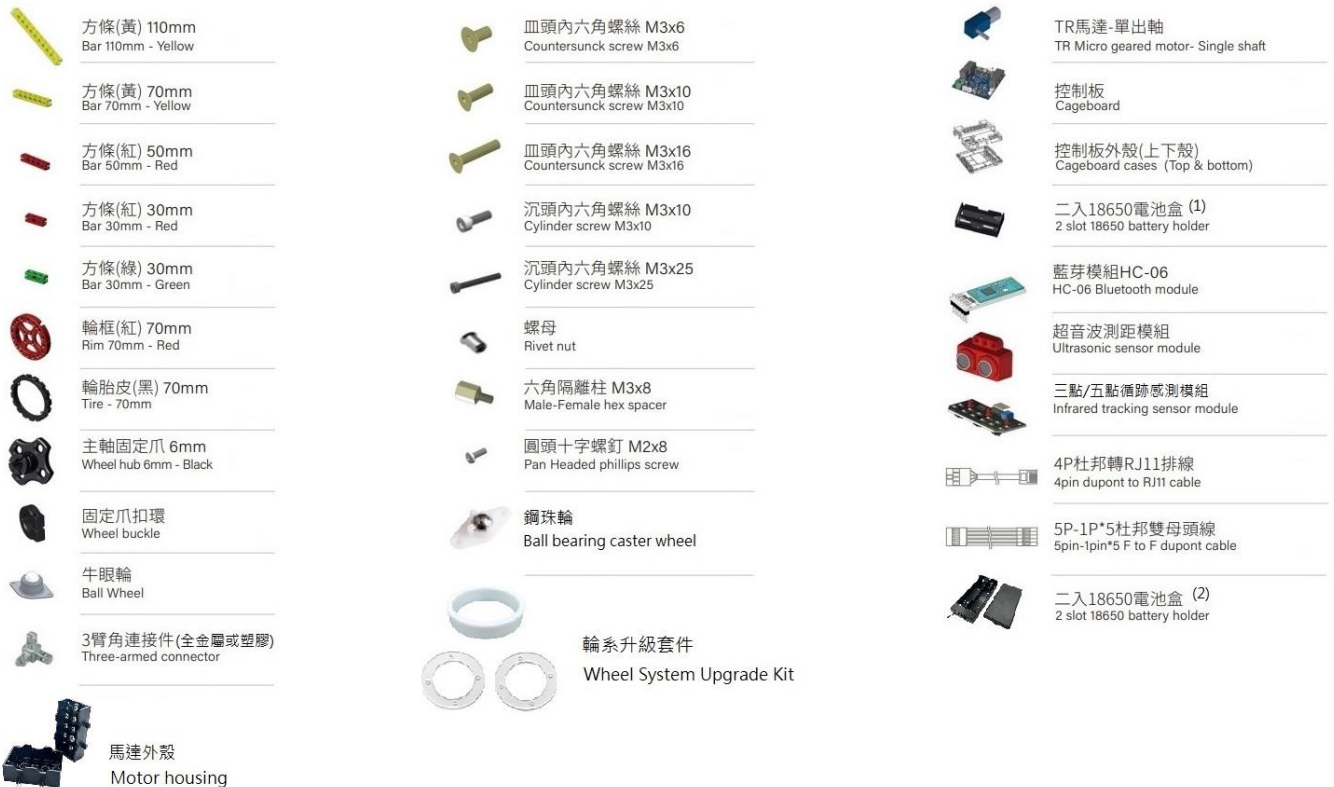 方條(黃) 110mm
Bar 110mm - Yellow
方條(黃) 70mm
Bar 70mm - Yellow
方條(紅) 50mm
Bar 50mm - Red
方條(紅) 30mm
Bar 30mm - Red
方條(綠) 30mm
Bar 30mm - Green
輪框(紅) 70mm
Rim 70mm - Red
輪胎皮(黑) 70mm
Tire - 70mm
主軸固定爪 6mm
Wheel hub 6mm - Black
固定爪扣環
Wheel buckle
牛眼輪
Ball Wheel
3臂角連接件(全金屬或塑膠)
Three-armed connector
馬達外殼
Motor housing
皿頭內六角螺絲 M3x6
Countersunck screw M3x6
皿頭內六角螺絲 M3x10
Countersunck screw M3x10
皿頭內六角螺絲 M3x16
Countersunck screw M3x16
沉頭內六角螺絲 M3x10
Cylinder screw M3x10
沉頭內六角螺絲 M3x25
Cylinder screw M3x25
螺母
Rivet nut
六角隔離柱 M3x8
Male-Female hex spacer
圓頭十字螺釘 M2x8
Pan Headed phillips screw
鋼珠輪
Ball bearing caster wheel
輪系升級套件
Wheel System Upgrade Kit
TR馬達-單出軸
TR Micro geared motor- Single shaft
控制板
Cageboard
控制板外殼(上下殼)
Cageboard cases (Top & bottom)
二入18650電池盒 (1)
2 slot 18650 battery holder
藍芽模組HC-06
HC-06 Bluetooth module
超音波測距模組
Ultrasonic sensor module
三點/五點循跡感測模組
Infrared tracking sensor module
4P杜邦轉RJ11排線
4pin dupont to RJ11 cable
5P-1P*5杜邦雙母頭線
5pin-1pin*5 F to F dupont cable
二入18650電池盒 (2)
2 slot 18650 battery holder